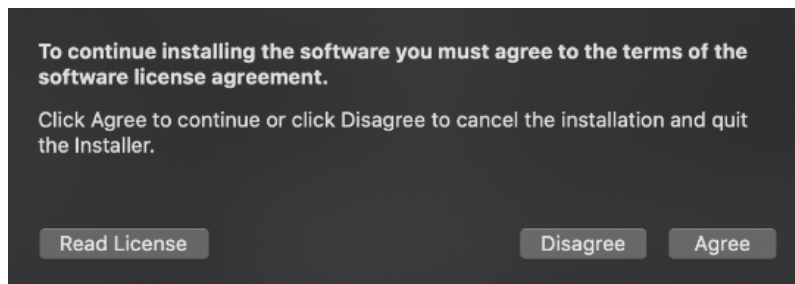 To continue installing the software you must agree to the terms of the
software license agreement.
Click Agree to continue or click Disagree to cancel the installation and quit
the Installer.
Read License Disagree Agree